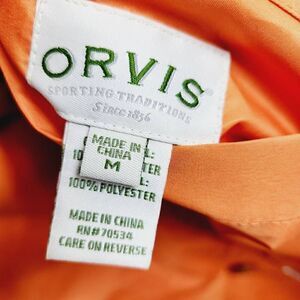 ORVIS®
SPORTING TRADITIONS
Since 1856
MADE IN
CHINA
M
100% POLYESTER
MADE IN CHINA
RN#70534
CARE ON REVERSE